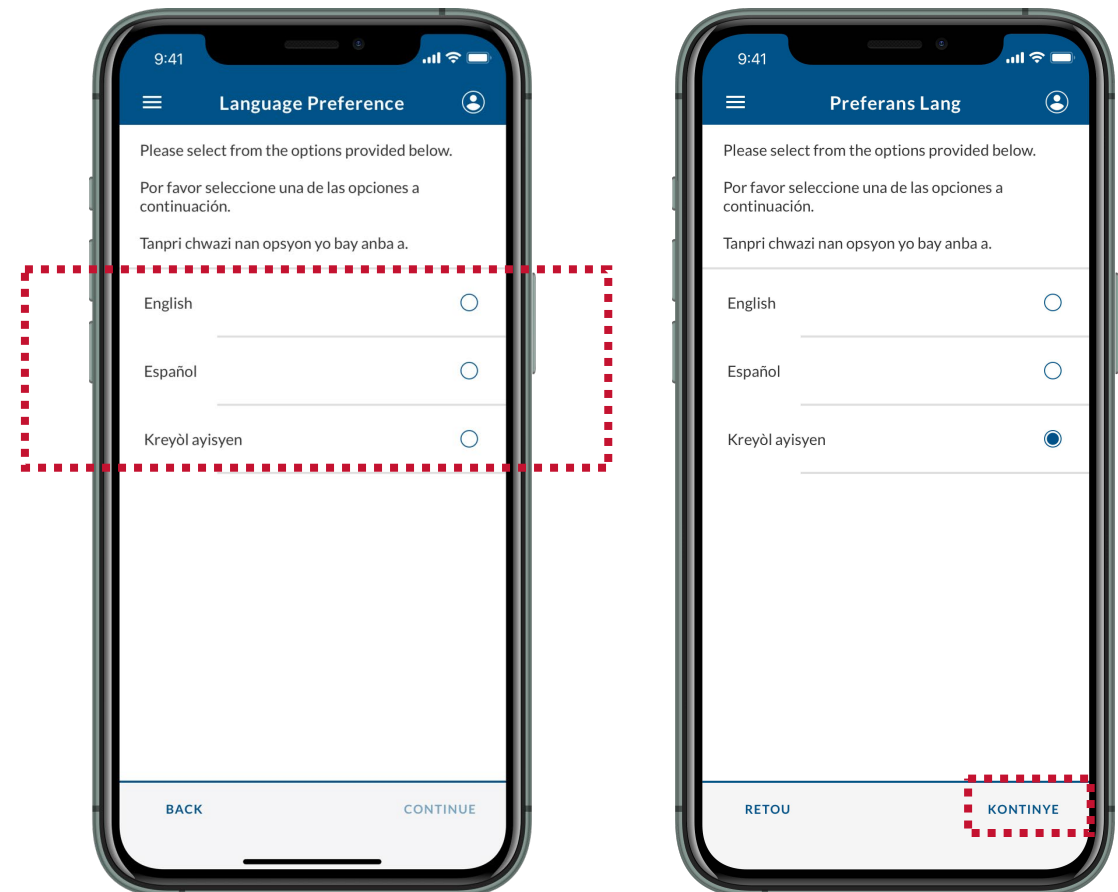 9:41
Language Preference
Please select from the options provided below.
Por favor seleccione una de las opciones a
continuación.
Tanpri chwazi nan opsyon yo bay anba a.
English
Español
Kreyòl ayisyen
BACK
CONTINUE
9:41
Preferans Lang
Please select from the options provided below.
Por favor seleccione una de las opciones a
continuación.
Tanpri chwazi nan opsyon yo bay anba a.
English
Español
Kreyòl ayisyen
RETOU
KONTINYE